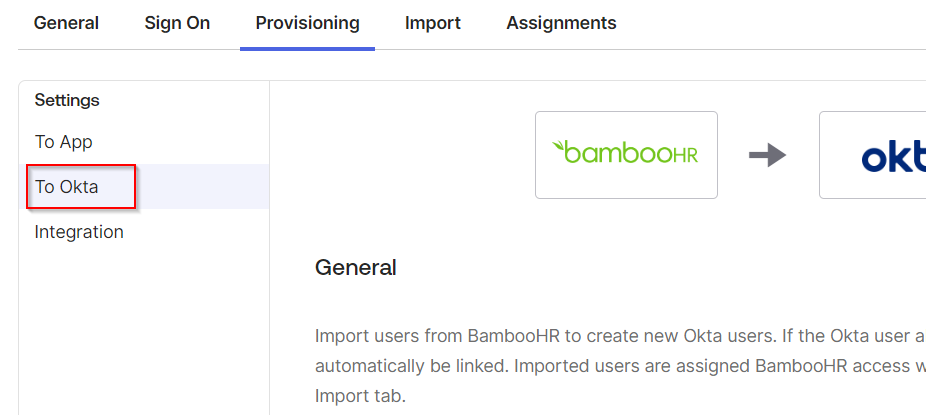 General Sign On Provisioning Import Assignments
Settings
To App
To Okta
Integration
bambooHR
General
Import users from BambooHR to create new Okta users. If the Okta user a
automatically be linked. Imported users are assigned BambooHR access w
Import tab.